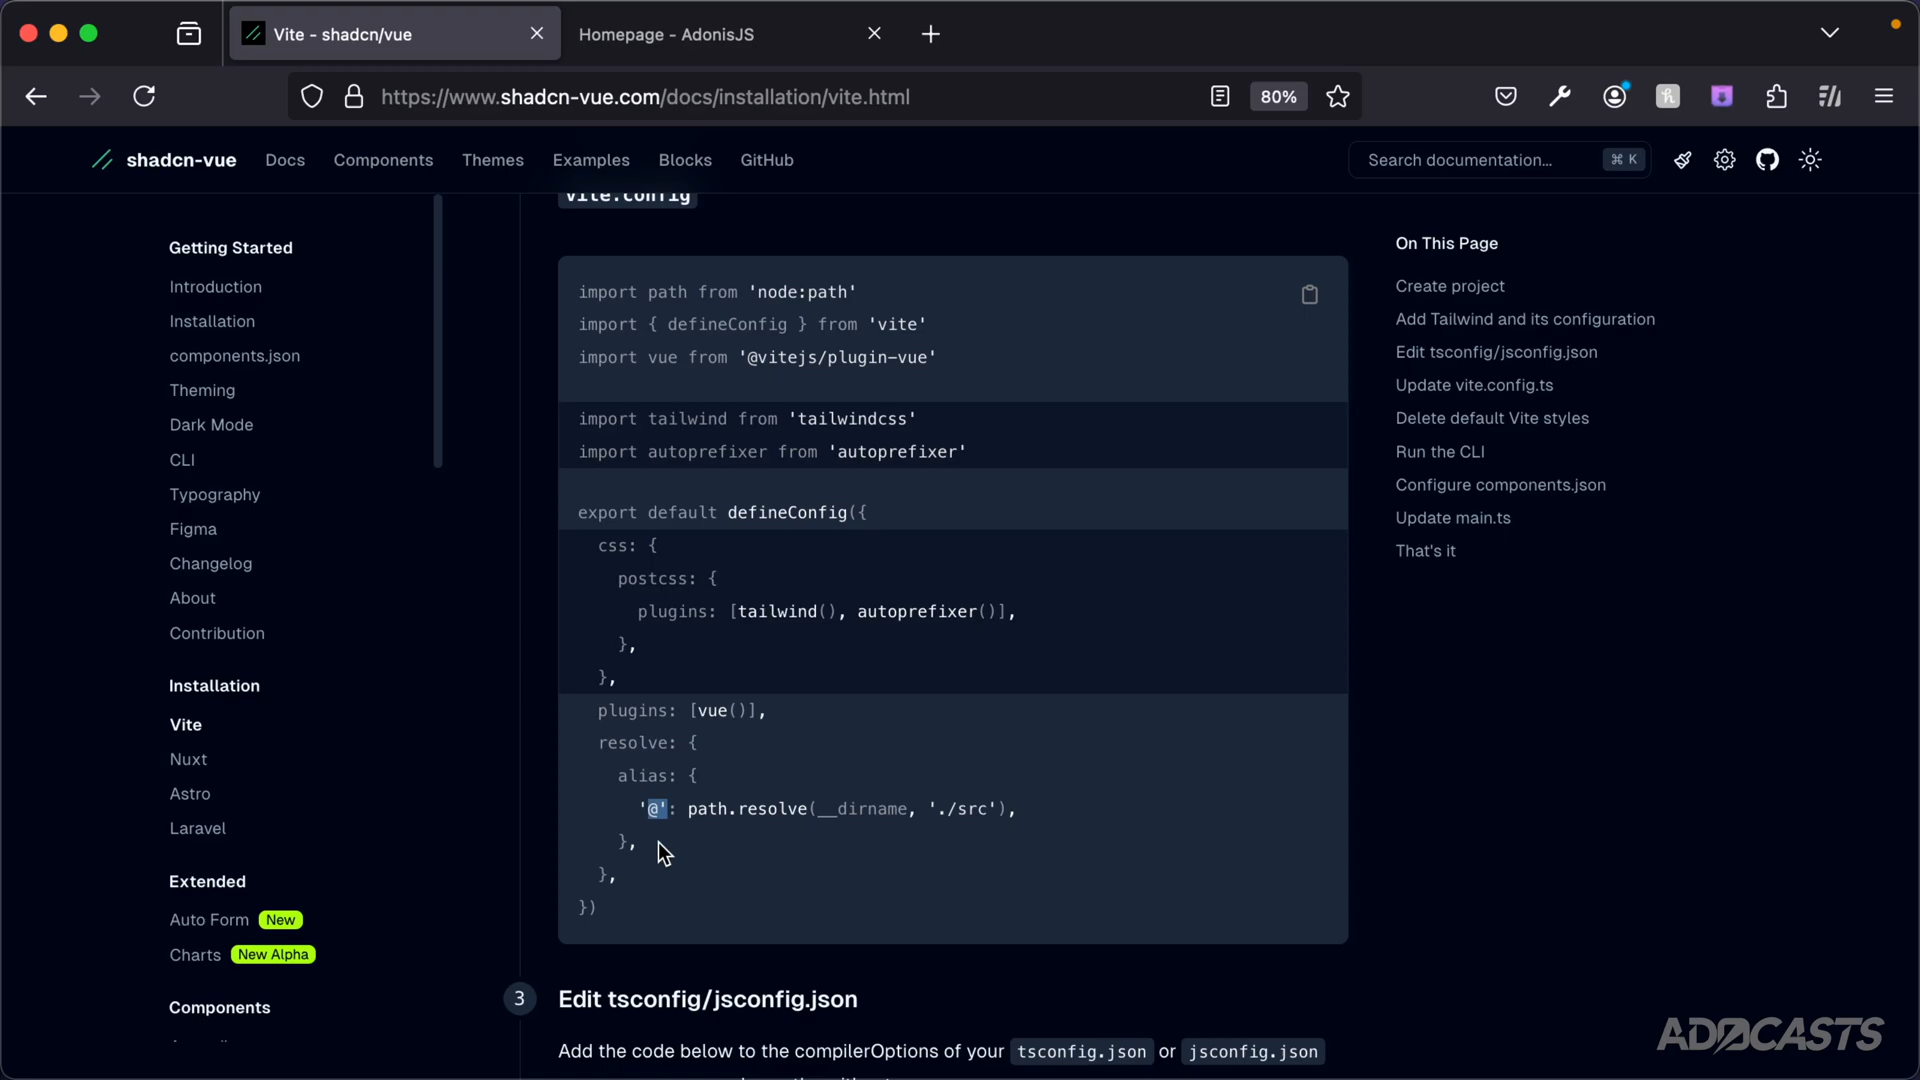 Vite - shadcn/vue
Homepage - AdonisJS
https://www.shadcn-vue.com/docs/installation/vite.html
80%
shadcn-vue
Docs
Components
Themes
Examples
Blocks
GitHub
Search documentation...
⌘ K
Getting Started
Introduction
Installation
components.json
Theming
Dark Mode
CLI
Typography
Figma
Changelog
About
Contribution
Installation
Vite
Nuxt
Astro
Laravel
Extended
Auto Form New
Charts New Alpha
Components
vite.config
import path from 'node:path'
import { defineConfig } from 'vite'
import vue from '@vitejs/plugin-vue'
import tailwind from 'tailwindcss'
import autoprefixer from 'autoprefixer'
export default defineConfig({
css: {
postcss: {
plugins: [tailwind(), autoprefixer()],
},
},
plugins: [vue()],
resolve: {
alias: {
'@': path.resolve(__dirname, './src'),
},
},
})
3
Edit tsconfig/jsconfig.json
Add the code below to the compilerOptions of your tsconfig.json or jsconfig.json
On This Page
Create project
Add Tailwind and its configuration
Edit tsconfig/jsconfig.json
Update vite.config.ts
Delete default Vite styles
Run the CLI
Configure components.json
Update main.ts
That's it
ADOCASTS